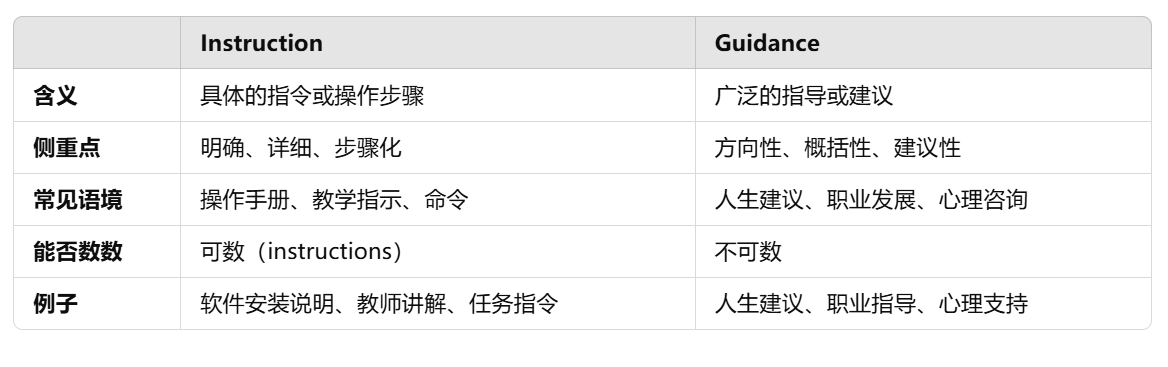 Instruction Guidance
含义 具体的指令或操作步骤 广泛的指导或建议
侧重点 明确、详细、步骤化 方向性、概括性、建议性
常见语境 操作手册、教学指示、命令 人生建议、职业发展、心理咨询
能否数数 可数（instructions） 不可数
例子 软件安装说明、教师讲解、任务指令 人生建议、职业指导、心理支持